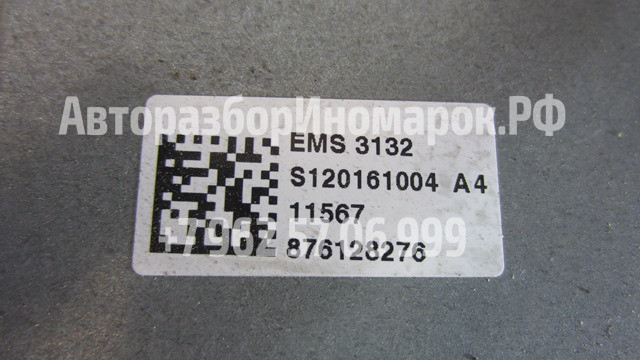 АвторазборИномарок.РФ
EMS 3132
S120161004 A4
11567
+7 962 57 06 999
876128276